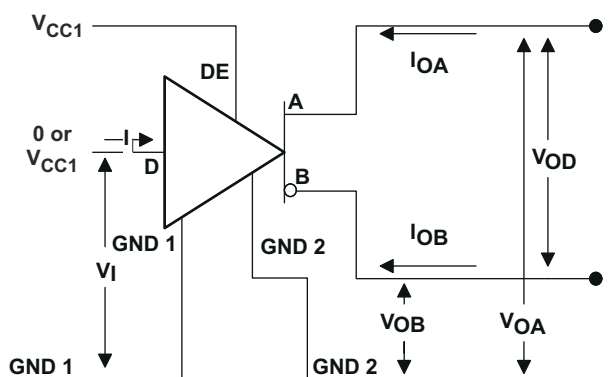 VCC1
DE
IOA
A
0 or
VCC1
I
D
B
VOD
GND 1
GND 2
IOB
VI
VOB
VOA
GND 1
GND 2